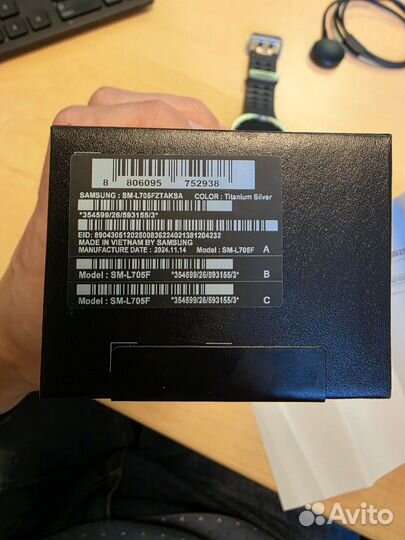 8 806095 752938
SAMSUNG : SM-L705FZTAKSA COLOR : Titanium Silver
*354599/26/593155/3*
EID: 890430512025008356224021381204232
MADE IN VIETNAM BY SAMSUNG
MANUFACTURE DATE : 2024.11.14 Model: SM-L705F A
Model : SM-L705F *354599/26/593155/3* B
Model : SM-L705F *354599/26/593155/3* C
Avito